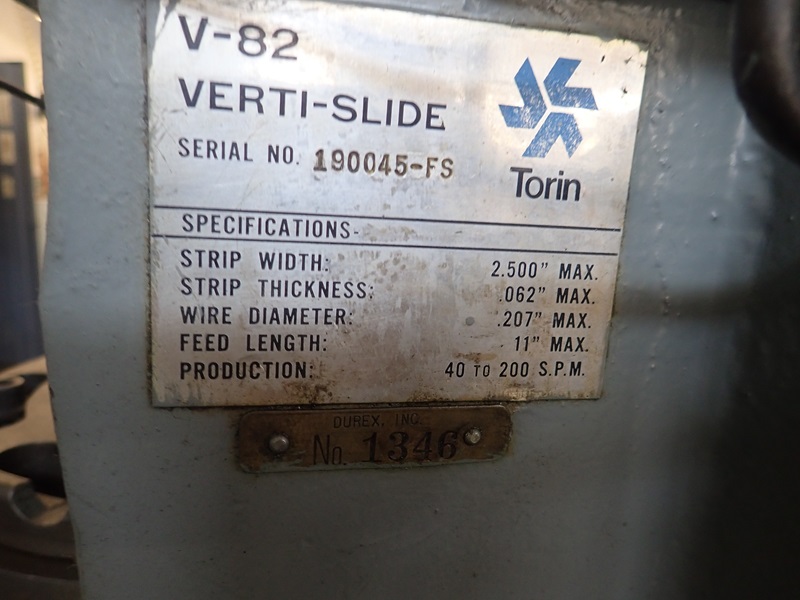 V-82
VERTI-SLIDE
SERIAL NO. 190045-FS
Torin
SPECIFICATIONS-
STRIP WIDTH: 2.500" MAX.
STRIP THICKNESS: .062" MAX.
WIRE DIAMETER: .207" MAX.
FEED LENGTH: 11" MAX.
PRODUCTION: 40 TO 200 S.P.M.
DUREX, INC.
No. 1346